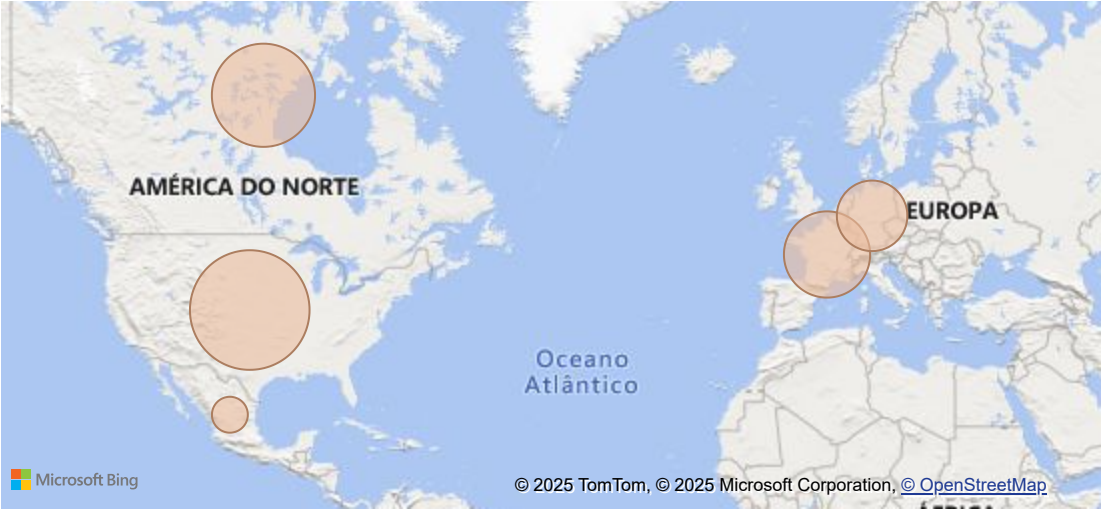 AMÉRICA DO NORTE
EUROPA
Oceano
Atlântico
Microsoft Bing
© 2025 TomTom, © 2025 Microsoft Corporation, © OpenStreetMap